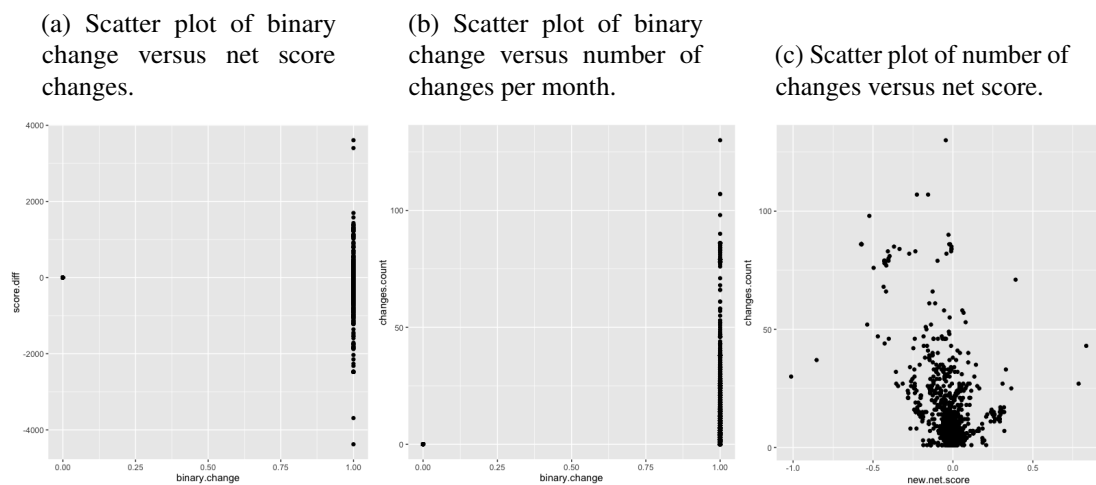 (a) Scatter plot of binary
change versus net score
changes.
(b) Scatter plot of binary
change versus number of
changes per month.
(c) Scatter plot of number of
changes versus net score.
4000
2000
0
-2000
-4000
score.diff
0.00 0.25 0.50 0.75 1.00
binary.change
100
50
0
changes.count
0.00 0.25 0.50 0.75 1.00
binary.change
100
50
0
changes.count
-1.0 -0.5 0.0 0.5
new.net.score